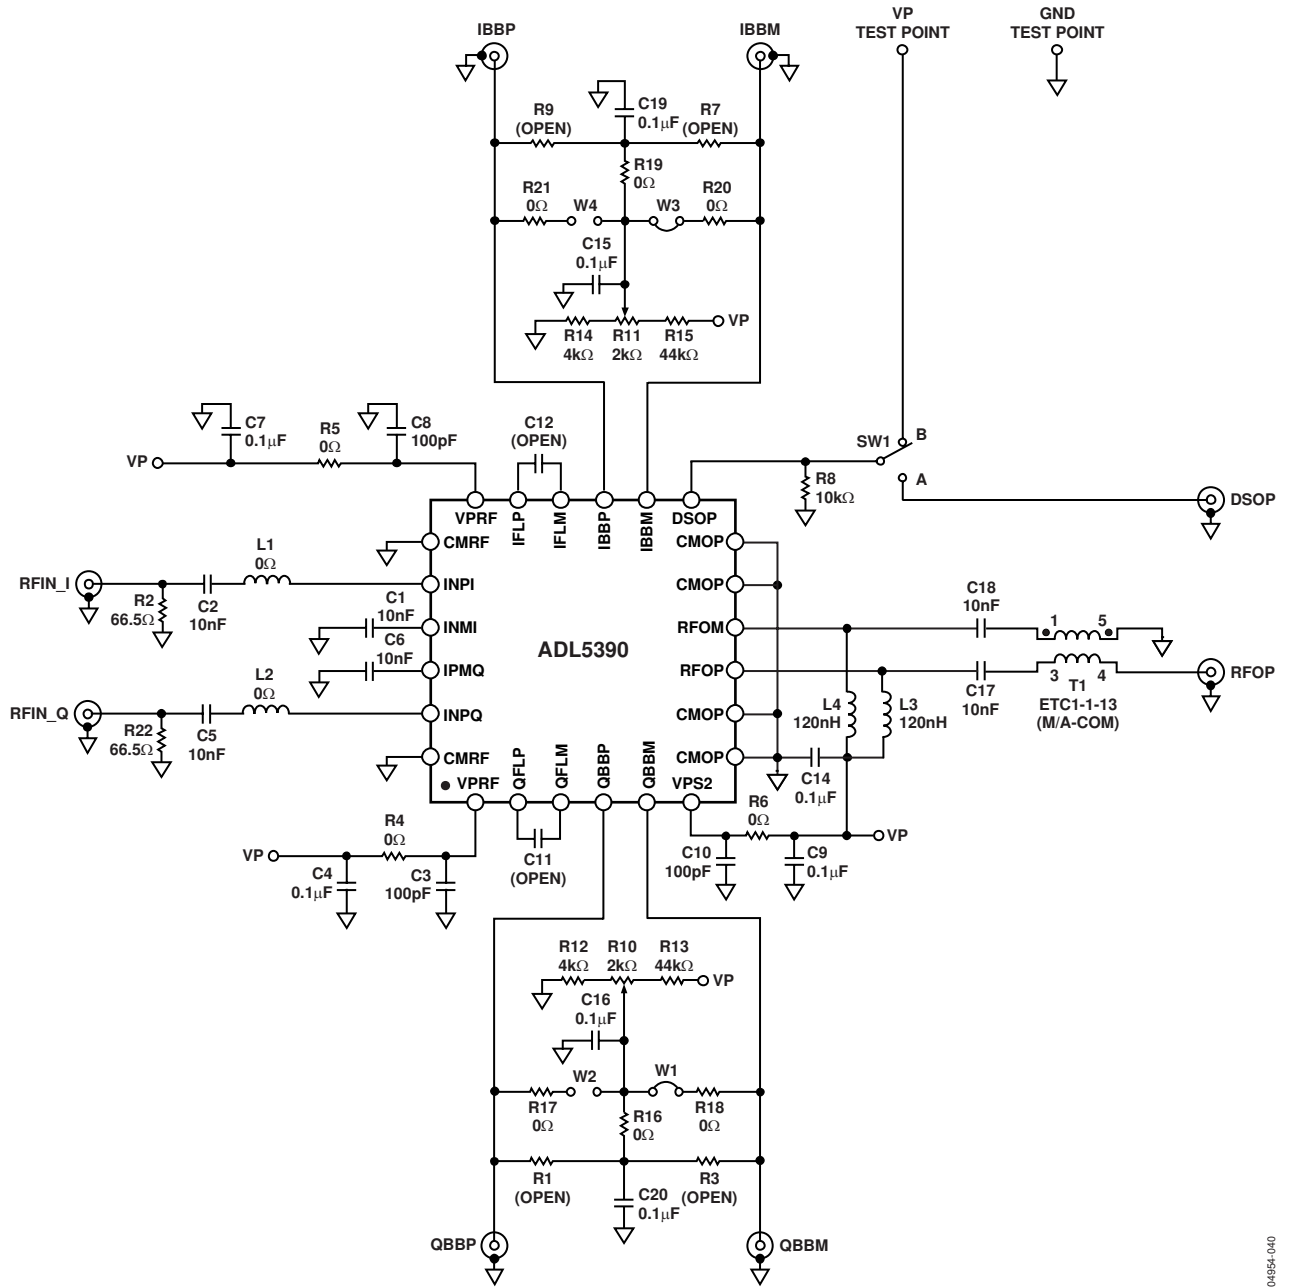 IBBP
IBBM
VP
TEST POINT
GND
TEST POINT
R9
(OPEN)
C19
0.1μF
R7
(OPEN)
R19
0Ω
R21
0Ω
W4
W3
R20
0Ω
C15
0.1μF
VP
R14
4kΩ
R11
2kΩ
R15
44kΩ
C7
0.1μF
R5
0Ω
C8
100pF
C12
(OPEN)
VP
SW1
B
A
R8
10kΩ
DSOP
VPRF
IFLP
IFLM
IBBP
IBBM
DSOP
CMRF
CMOP
L1
0Ω
RFIN_I
R2
66.5Ω
C2
10nF
INPI
CMOP
C1
10nF
INMI
RFOM
C18
10nF
1
5
C6
10nF
IPMQ
ADL5390
RFOP
C17
10nF
3
4
T1
ETC1-1-13
(M/A-COM)
RFOP
L2
0Ω
RFIN_Q
R22
66.5Ω
C5
10nF
INPQ
CMOP
L4
120nH
L3
120nH
CMRF
CMOP
C14
0.1μF
VPRF
QFLP
QFLM
QBBP
QBBM
VPS2
R4
0Ω
VP
C4
0.1μF
C3
100pF
C11
(OPEN)
R6
0Ω
VP
C10
100pF
C9
0.1μF
R12
4kΩ
R10
2kΩ
R13
44kΩ
VP
C16
0.1μF
W2
W1
R17
0Ω
R16
0Ω
R18
0Ω
R1
(OPEN)
R3
(OPEN)
C20
0.1μF
QBBP
QBBM
04954-040